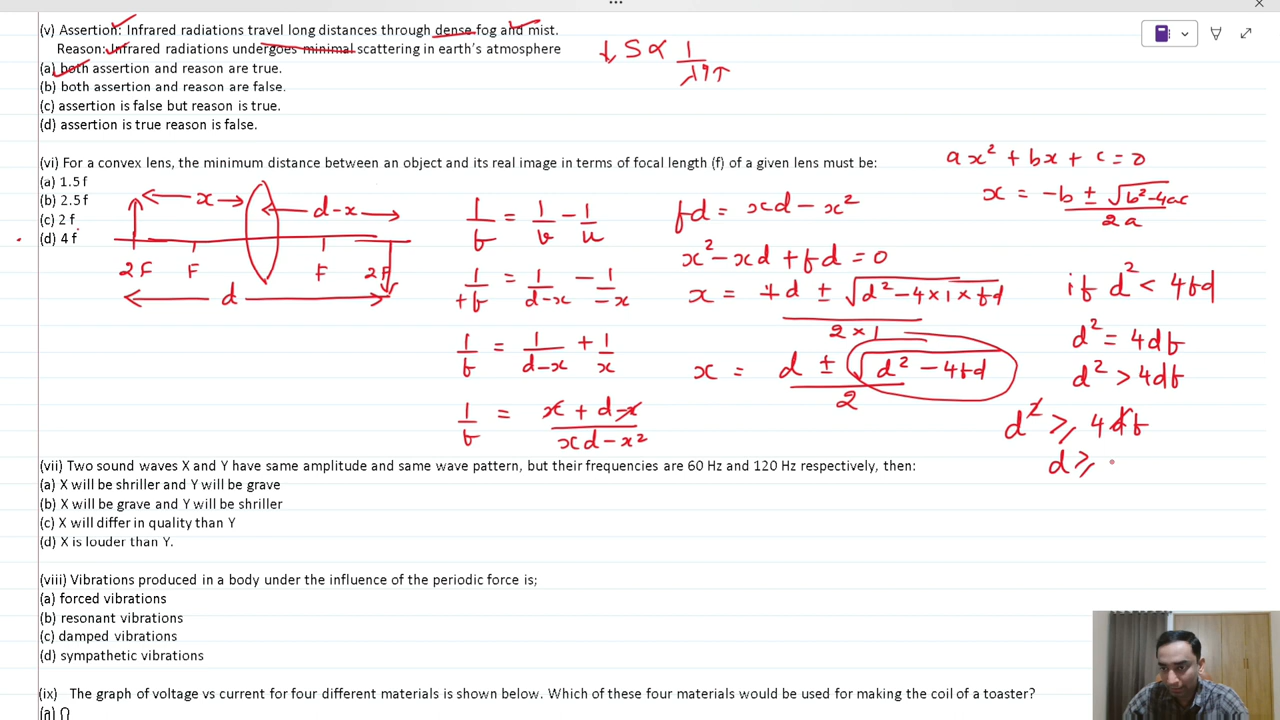 (v) Assertion: Infrared radiations travel long distances through dense fog and mist.
Reason: Infrared radiations undergoes minimal scattering in earth's atmosphere
(a) both assertion and reason are true.
(b) both assertion and reason are false.
(c) assertion is false but reason is true.
(d) assertion is true reason is false.
↓ S ∝ 1/λ⁴↑
(vi) For a convex lens, the minimum distance between an object and its real image in terms of focal length (f) of a given lens must be:
(a) 1.5 f
(b) 2.5 f
(c) 2 f
(d) 4 f
x
d-x
2F F F 2F
d
1/f = 1/v - 1/u
1/+f = 1/d-x - 1/-x
1/f = 1/d-x + 1/x
1/f = x + d - x / xd - x²
fd = xd - x²
x² - xd + fd = 0
x = +d ± √d² - 4×1×fd / 2×1
x = d ± √d² - 4fd / 2
ax² + bx + c = 0
x = -b ± √b²-4ac / 2a
if d² < 4fd
d² = 4df
d² > 4df
d² ≥ 4df
d ≥
(vii) Two sound waves X and Y have same amplitude and same wave pattern, but their frequencies are 60 Hz and 120 Hz respectively, then:
(a) X will be shriller and Y will be grave
(b) X will be grave and Y will be shriller
(c) X will differ in quality than Y
(d) X is louder than Y.
(viii) Vibrations produced in a body under the influence of the periodic force is;
(a) forced vibrations
(b) resonant vibrations
(c) damped vibrations
(d) sympathetic vibrations
(ix) The graph of voltage vs current for four different materials is shown below. Which of these four materials would be used for making the coil of a toaster?